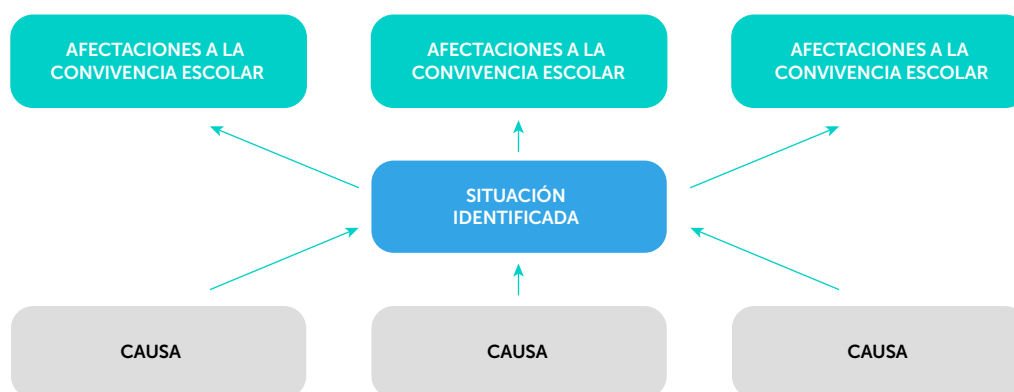 AFECTACIONES A LA
CONVIVENCIA ESCOLAR
AFECTACIONES A LA
CONVIVENCIA ESCOLAR
AFECTACIONES A LA
CONVIVENCIA ESCOLAR
SITUACIÓN
IDENTIFICADA
CAUSA
CAUSA
CAUSA